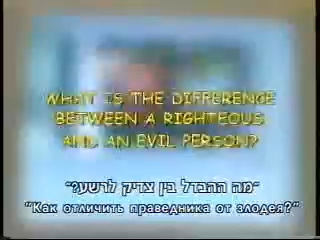 WHAT IS THE DIFFERENCE
BETWEEN A RIGHTEOUS
AND AN EVIL PERSON?
"מה ההבדל בין צדיק לרשע?"
"Как отличить праведника от злодея?"